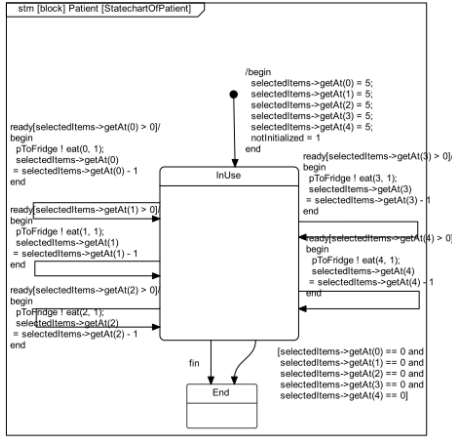 stm [block] Patient [StatechartOfPatient]
/begin
selectedItems->getAt(0) = 5;
selectedItems->getAt(1) = 5;
selectedItems->getAt(2) = 5;
selectedItems->getAt(3) = 5;
selectedItems->getAt(4) = 5;
notInitialized = 1
end
ready[selectedItems->getAt(0) > 0]/
begin
pToFridge ! eat(0, 1);
selectedItems->getAt(0)
= selectedItems->getAt(0) - 1
end
ready[selectedItems->getAt(3) > 0]/
begin
pToFridge ! eat(3, 1);
selectedItems->getAt(3)
= selectedItems->getAt(3) - 1
end
InUse
ready[selectedItems->getAt(1) > 0]/
begin
pToFridge ! eat(1, 1);
selectedItems->getAt(1)
= selectedItems->getAt(1) - 1
end
ready[selectedItems->getAt(4) > 0]
begin
pToFridge ! eat(4, 1);
selectedItems->getAt(4)
= selectedItems->getAt(4) - 1
end
ready[selectedItems->getAt(2) > 0]/
begin
pToFridge ! eat(2, 1);
selectedItems->getAt(2)
= selectedItems->getAt(2) - 1
end
fin
[selectedItems->getAt(0) == 0 and
selectedItems->getAt(1) == 0 and
selectedItems->getAt(2) == 0 and
selectedItems->getAt(3) == 0 and
selectedItems->getAt(4) == 0]
End